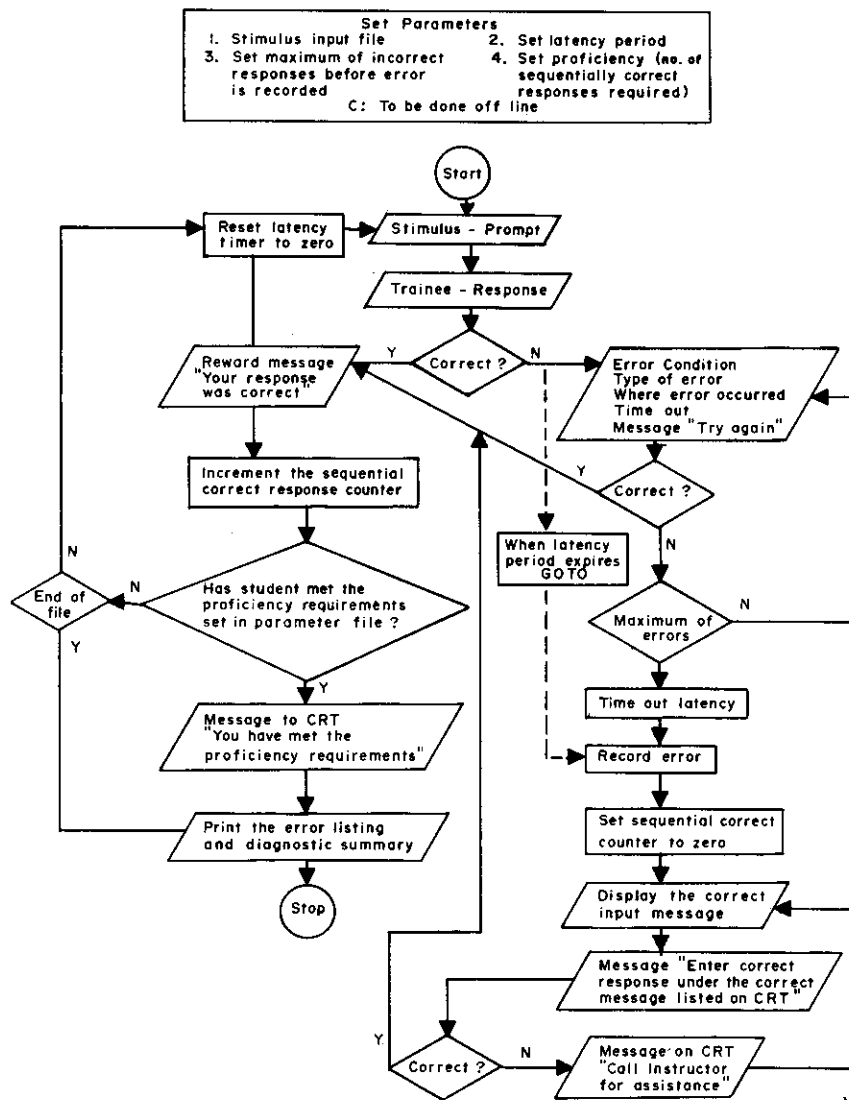 Set Parameters
1. Stimulus input file
2. Set latency period
3. Set maximum of incorrect
responses before error
is recorded
4. Set proficiency (no. of
sequentially correct
responses required)
C: To be done off line
Start
Reset latency
timer to zero
Stimulus - Prompt
Trainee - Response
Correct ?
Y
N
Reward message
"Your response
was correct"
Error Condition
Type of error
Where error occurred
Time out
Message "Try again"
Increment the sequential
correct response counter
Y
Correct ?
N
When latency
period expires
GOTO
N
End of
file
Y
N
Has student met the
proficiency requirements
set in parameter file ?
Y
Maximum of
errors
N
Time out latency
Message to CRT
"You have met the
proficiency requirements"
Record error
Print the error listing
and diagnostic summary
Set sequential correct
counter to zero
Stop
Display the correct
input message
Message "Enter correct
response under the correct
message listed on CRT"
Y
Correct ?
N
Message on CRT
"Call Instructor
for assistance"